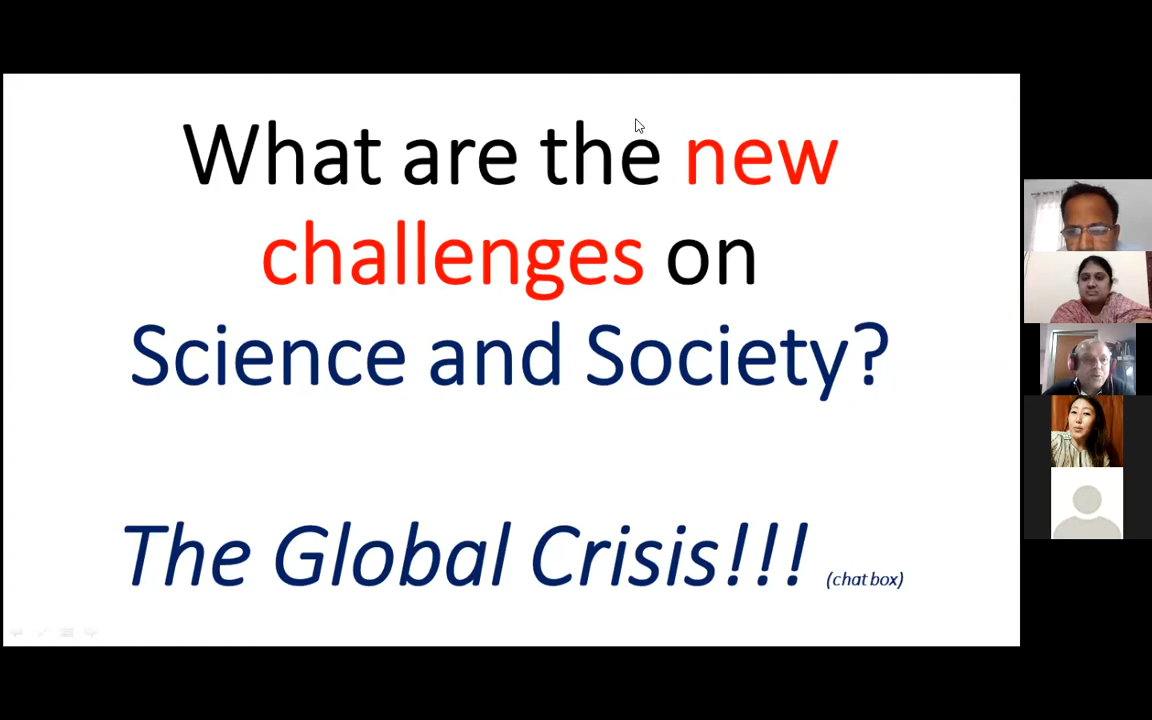 What are the new
challenges on
Science and Society?
The Global Crisis!!! (chat box)